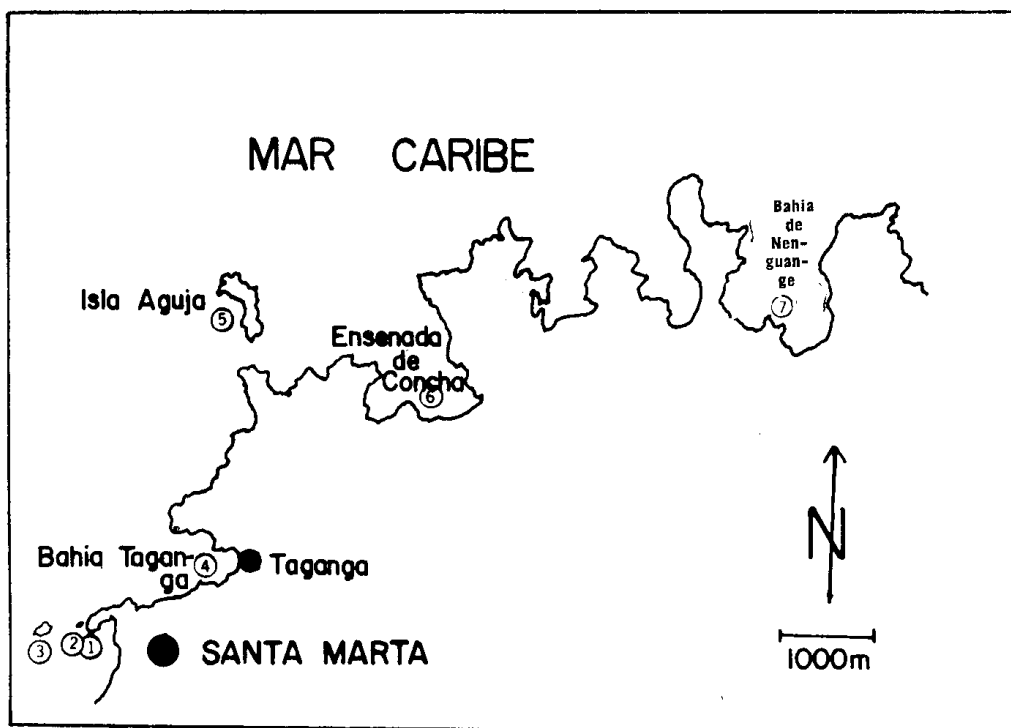 MAR CARIBE
Bahia
de
Nen-
guan-
ge
7
Isla Aguja
5
Ensenada
de
Concha
6
N
Bahia Tagan-
ga
4
Taganga
3
2
1
SANTA MARTA
1000m